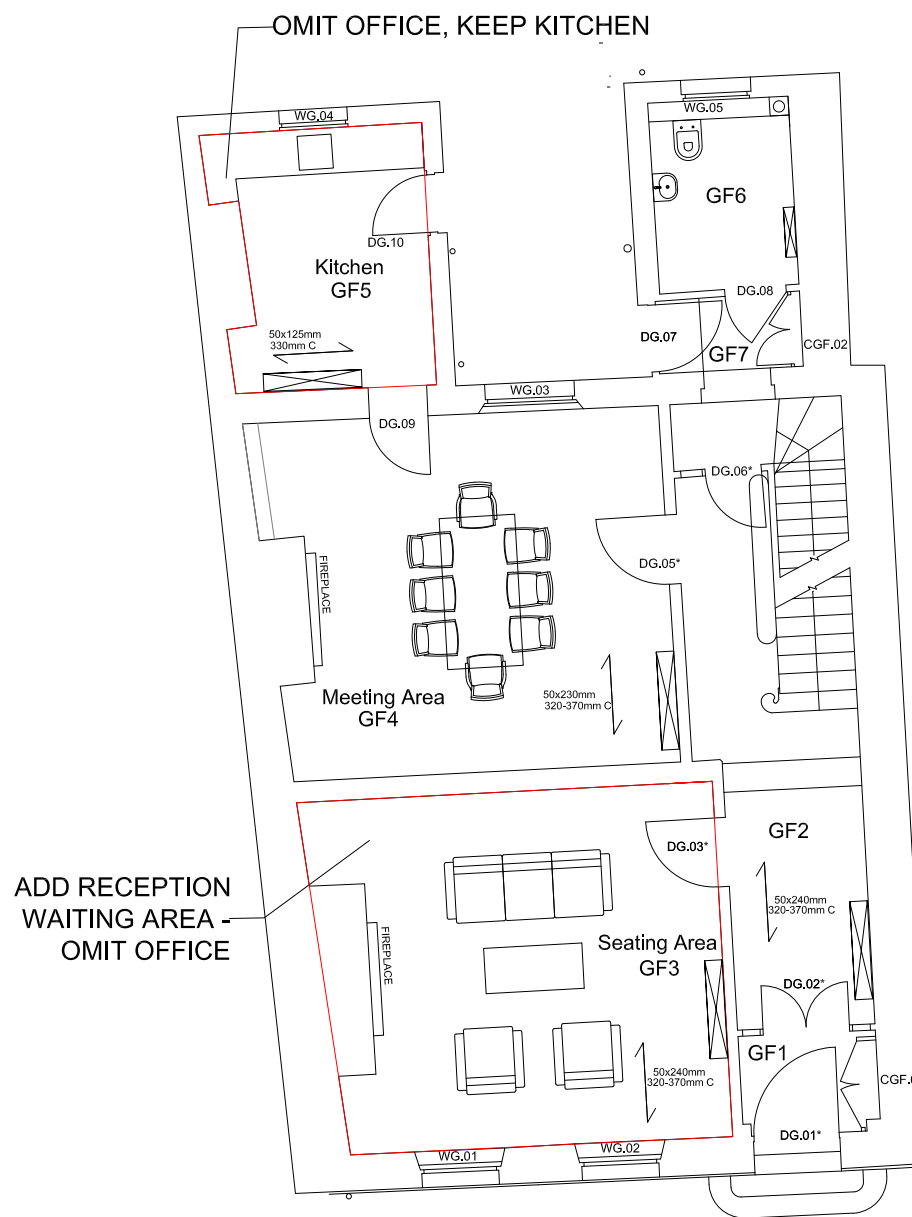 OMIT OFFICE, KEEP KITCHEN
WG.04
WG.05
GF6
DG.10
Kitchen
GF5
DG.08
50x125mm
330mm C
DG.07
GF7
CGF.02
WG.03
DG.09
DG.06*
DG.05*
FIREPLACE
Meeting Area
GF4
50x230mm
320-370mm C
GF2
DG.03*
ADD RECEPTION
WAITING AREA -
OMIT OFFICE
50x240mm
320-370mm C
Seating Area
GF3
FIREPLACE
DG.02*
GF1
50x240mm
320-370mm C
DG.01*
WG.01
WG.02